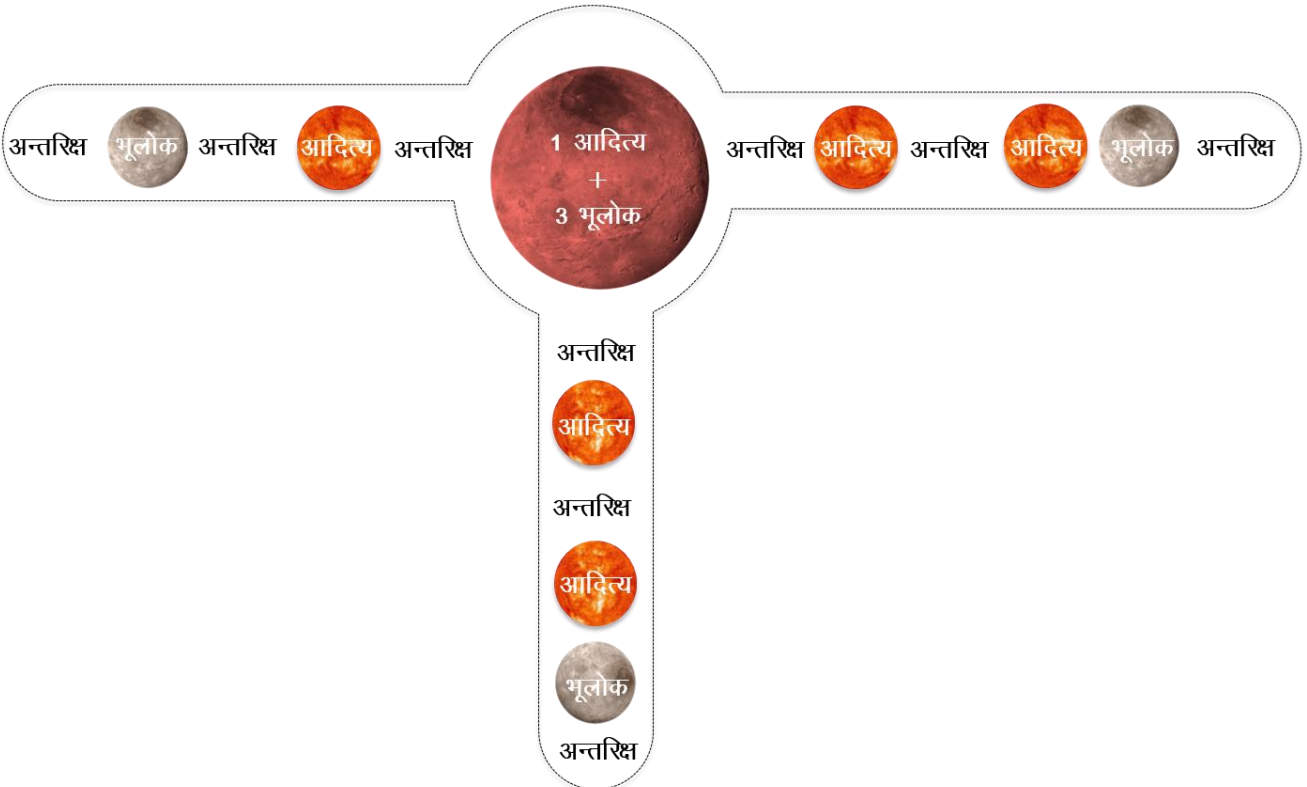 अन्तरिक्ष भूलोक अन्तरिक्ष आदित्य अन्तरिक्ष
1 आदित्य
+
3 भूलोक
अन्तरिक्ष आदित्य अन्तरिक्ष आदित्य भूलोक अन्तरिक्ष
अन्तरिक्ष
आदित्य
अन्तरिक्ष
आदित्य
भूलोक
अन्तरिक्ष